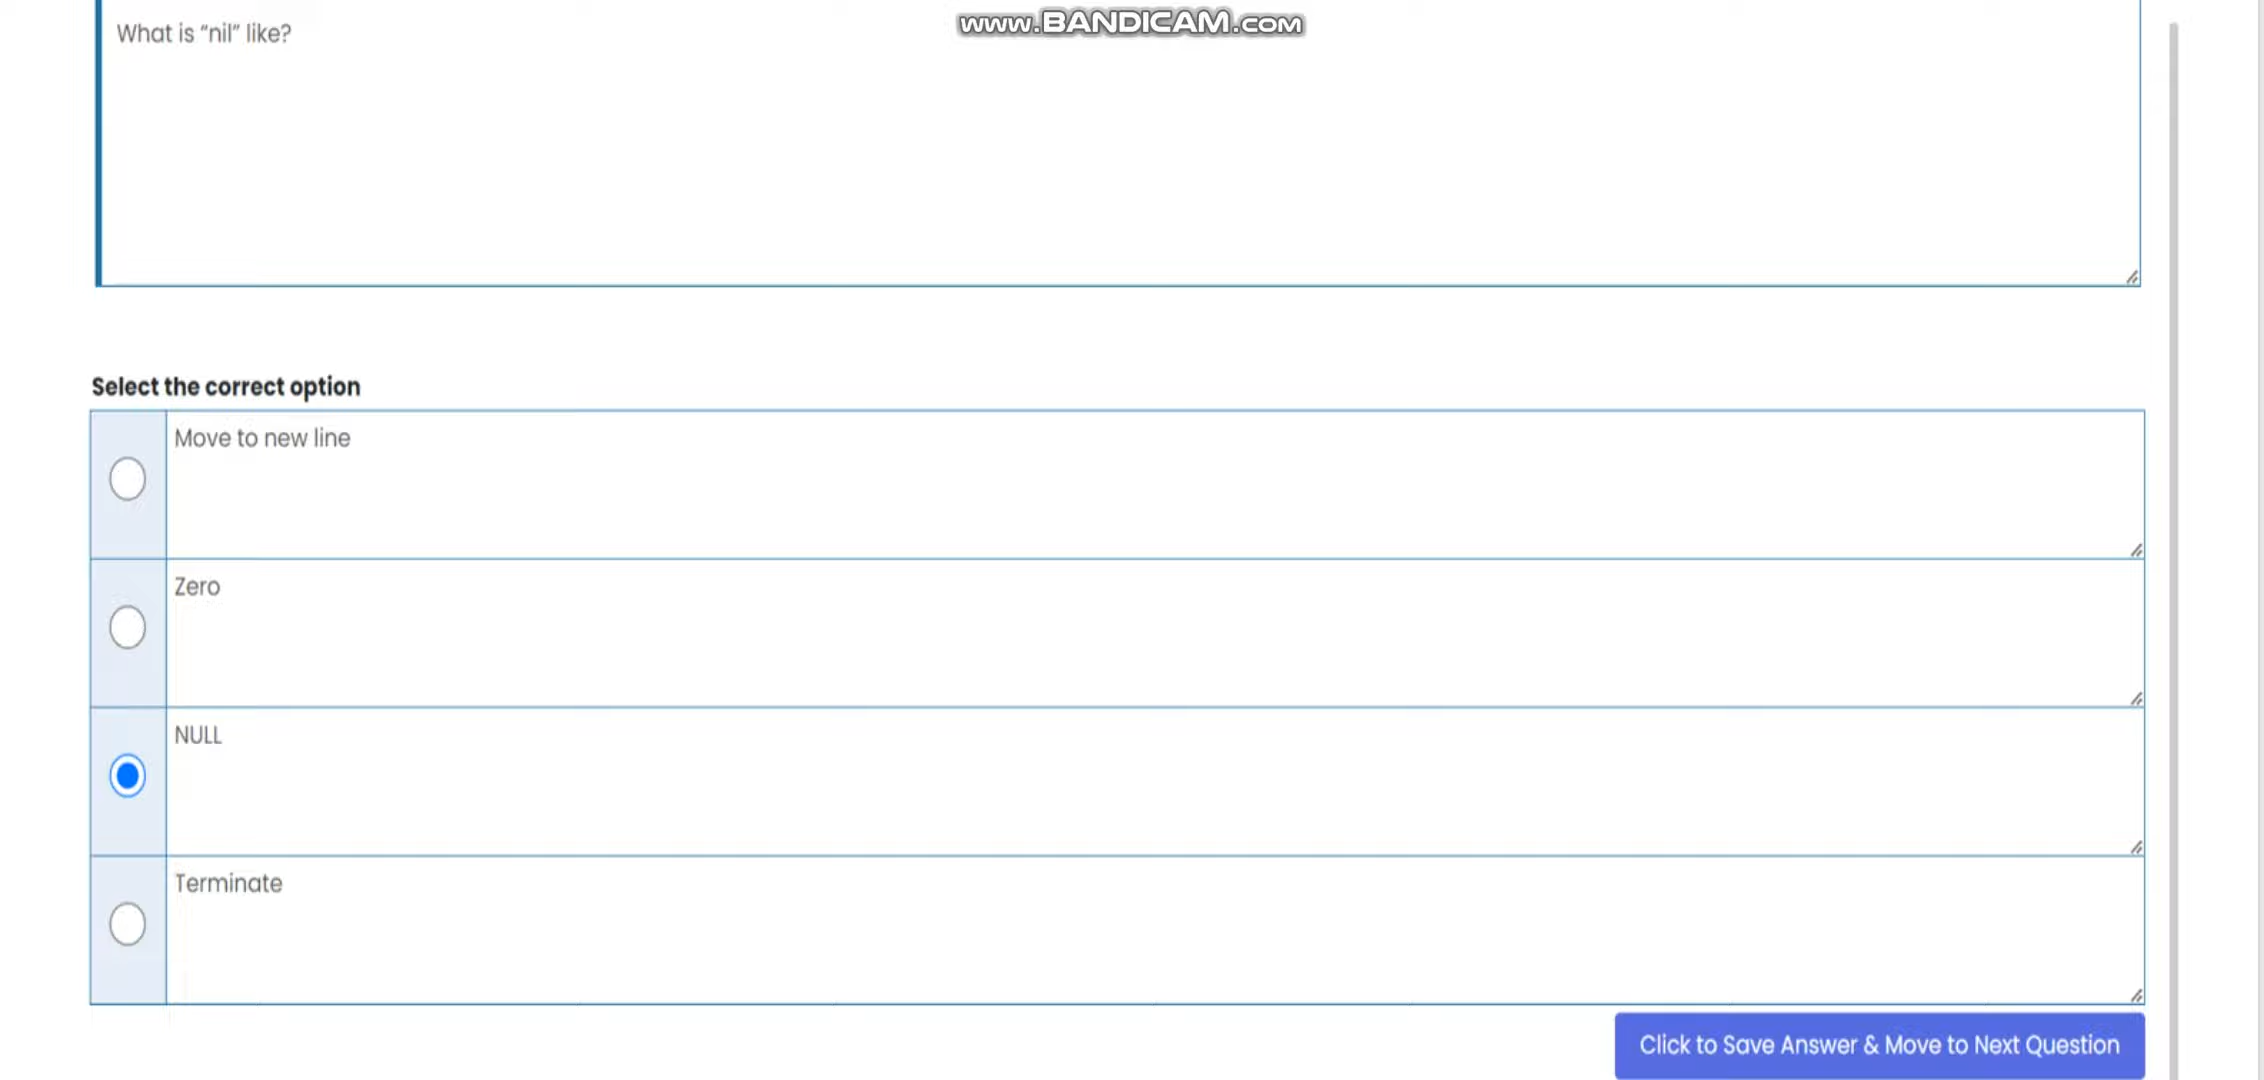 www.BANDICAM.com
What is “nil” like?
Select the correct option
Move to new line
Zero
NULL
Terminate
Click to Save Answer & Move to Next Question